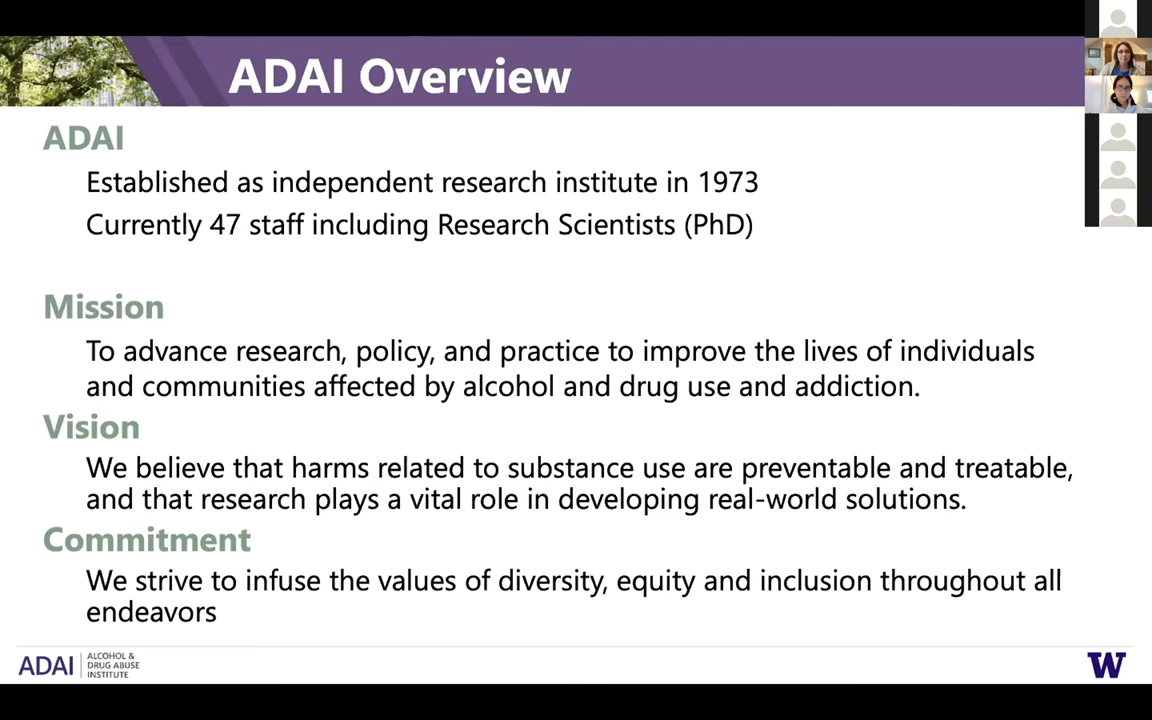 ADAI Overview
ADAI
Established as independent research institute in 1973
Currently 47 staff including Research Scientists (PhD)
Mission
To advance research, policy, and practice to improve the lives of individuals
and communities affected by alcohol and drug use and addiction.
Vision
We believe that harms related to substance use are preventable and treatable,
and that research plays a vital role in developing real-world solutions.
Commitment
We strive to infuse the values of diversity, equity and inclusion throughout all
endeavors
ADAI
ALCOHOL &
DRUG ABUSE
INSTITUTE
W